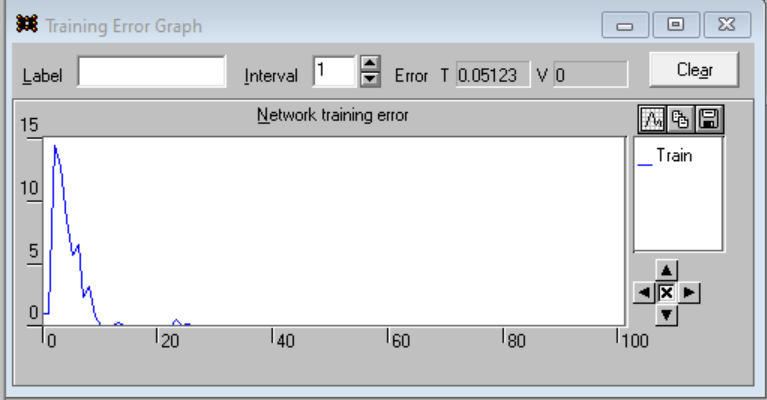 Training Error Graph
Label Interval 1 Error T 0.05123 V 0 Clear
Network training error
15
10
5
0
Train
0 20 40 60 80 100